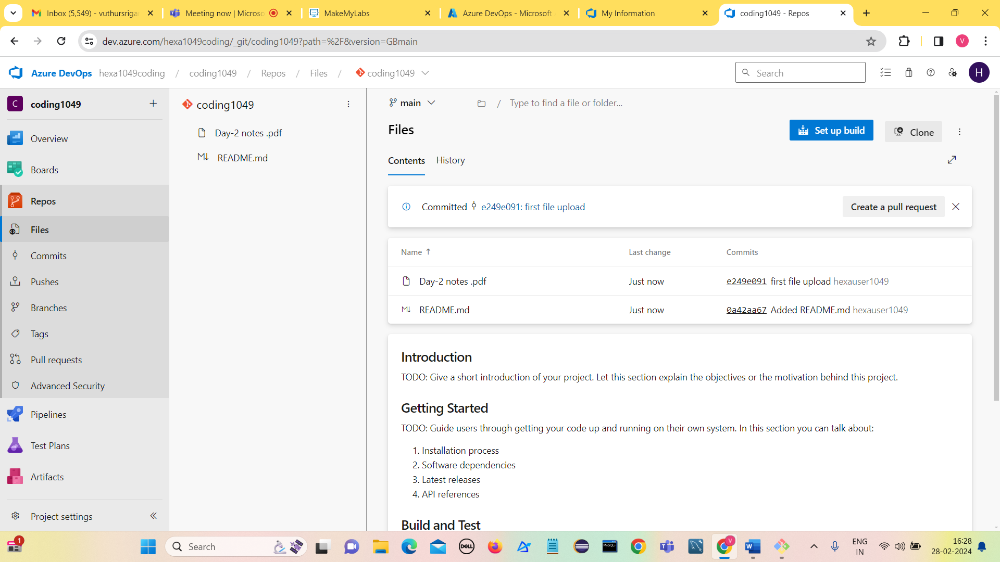 Inbox (5,549) - vuthursrigar
Meeting now | Microso
MakeMyLabs
Azure DevOps - Microsoft
My Information
coding1049 - Repos
dev.azure.com/hexa1049coding/_git/coding1049?path=%2F&version=GBmain
V
Azure DevOps hexa1049coding / coding1049 / Repos / Files / coding1049
Search
H
C coding1049
Overview
Boards
Repos
Files
Commits
Pushes
Branches
Tags
Pull requests
Advanced Security
Pipelines
Test Plans
Artifacts
Project settings
coding1049
Day-2 notes .pdf
README.md
main
/ Type to find a file or folder...
Files
Set up build
Clone
Contents
History
Committed e249e091: first file upload
Create a pull request
Name ↑ Last change Commits
Day-2 notes .pdf Just now e249e091 first file upload hexauser1049
README.md Just now 0a42aa67 Added README.md hexauser1049
Introduction
TODO: Give a short introduction of your project. Let this section explain the objectives or the motivation behind this project.
Getting Started
TODO: Guide users through getting your code up and running on their own system. In this section you can talk about:
1. Installation process
2. Software dependencies
3. Latest releases
4. API references
Build and Test
1
Search
DELL
MySQL
V
W
ENG
IN
16:28
28-02-2024